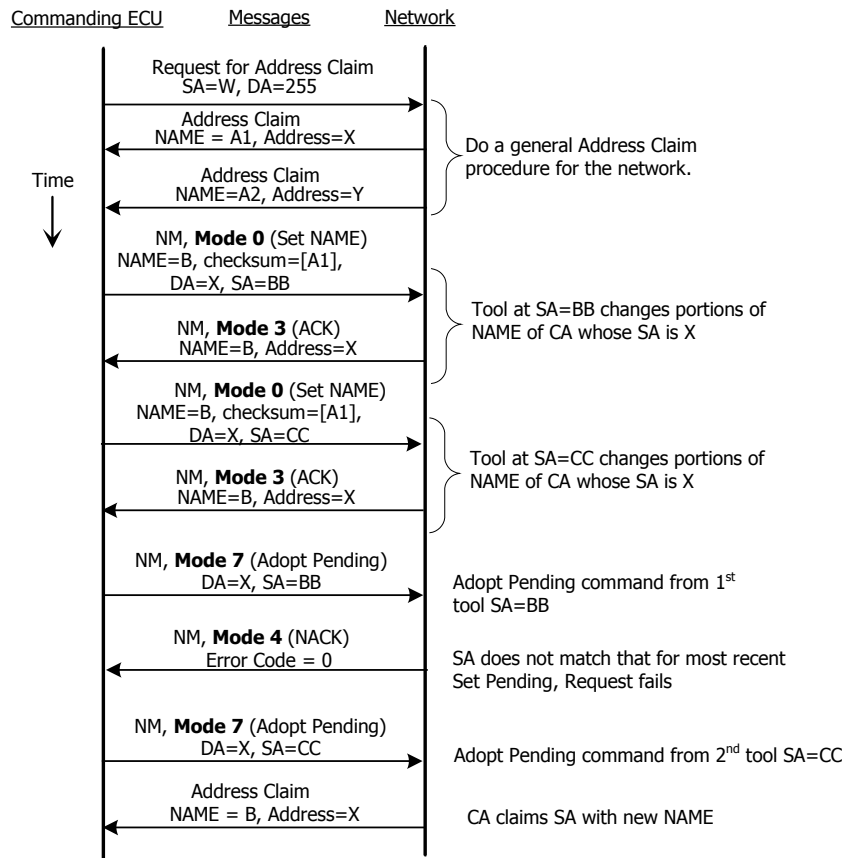 Commanding ECU Messages Network
Request for Address Claim
SA=W, DA=255
Address Claim
NAME = A1, Address=X
Do a general Address Claim
procedure for the network.
Address Claim
NAME=A2, Address=Y
Time
NM, Mode 0 (Set NAME)
NAME=B, checksum=[A1],
DA=X, SA=BB
Tool at SA=BB changes portions of
NAME of CA whose SA is X
NM, Mode 3 (ACK)
NAME=B, Address=X
NM, Mode 0 (Set NAME)
NAME=B, checksum=[A1],
DA=X, SA=CC
Tool at SA=CC changes portions of
NAME of CA whose SA is X
NM, Mode 3 (ACK)
NAME=B, Address=X
NM, Mode 7 (Adopt Pending)
DA=X, SA=BB
Adopt Pending command from 1st
tool SA=BB
NM, Mode 4 (NACK)
Error Code = 0
SA does not match that for most recent
Set Pending, Request fails
NM, Mode 7 (Adopt Pending)
DA=X, SA=CC
Adopt Pending command from 2nd tool SA=CC
Address Claim
NAME = B, Address=X
CA claims SA with new NAME